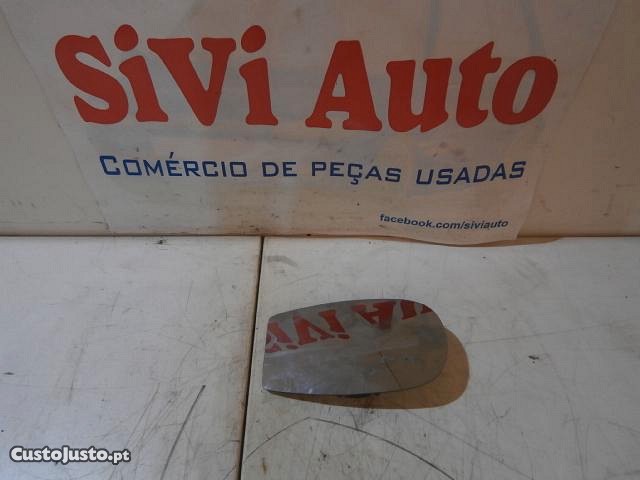 SiVi Auto
COMÉRCIO DE PEÇAS USADAS
facebook.com/siviauto
CustoJusto.pt